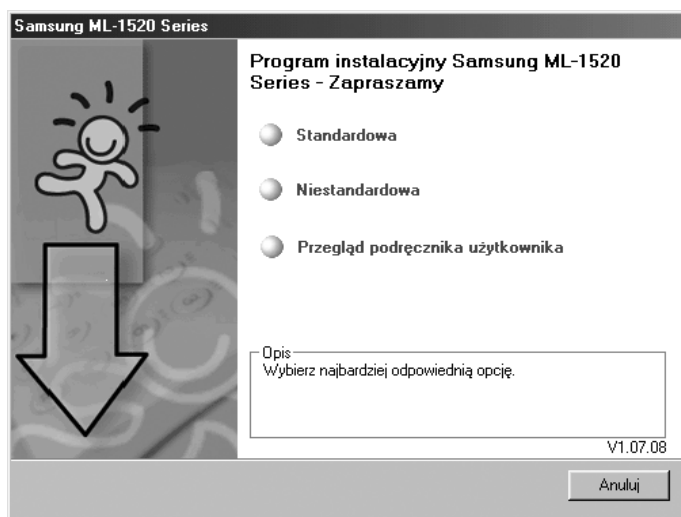 Samsung ML-1520 Series
Program instalacyjny Samsung ML-1520
Series - Zapraszamy
Standardowa
Niestandardowa
Przegląd podręcznika użytkownika
Opis
Wybierz najbardziej odpowiednią opcję.
V1.07.08
Anuluj